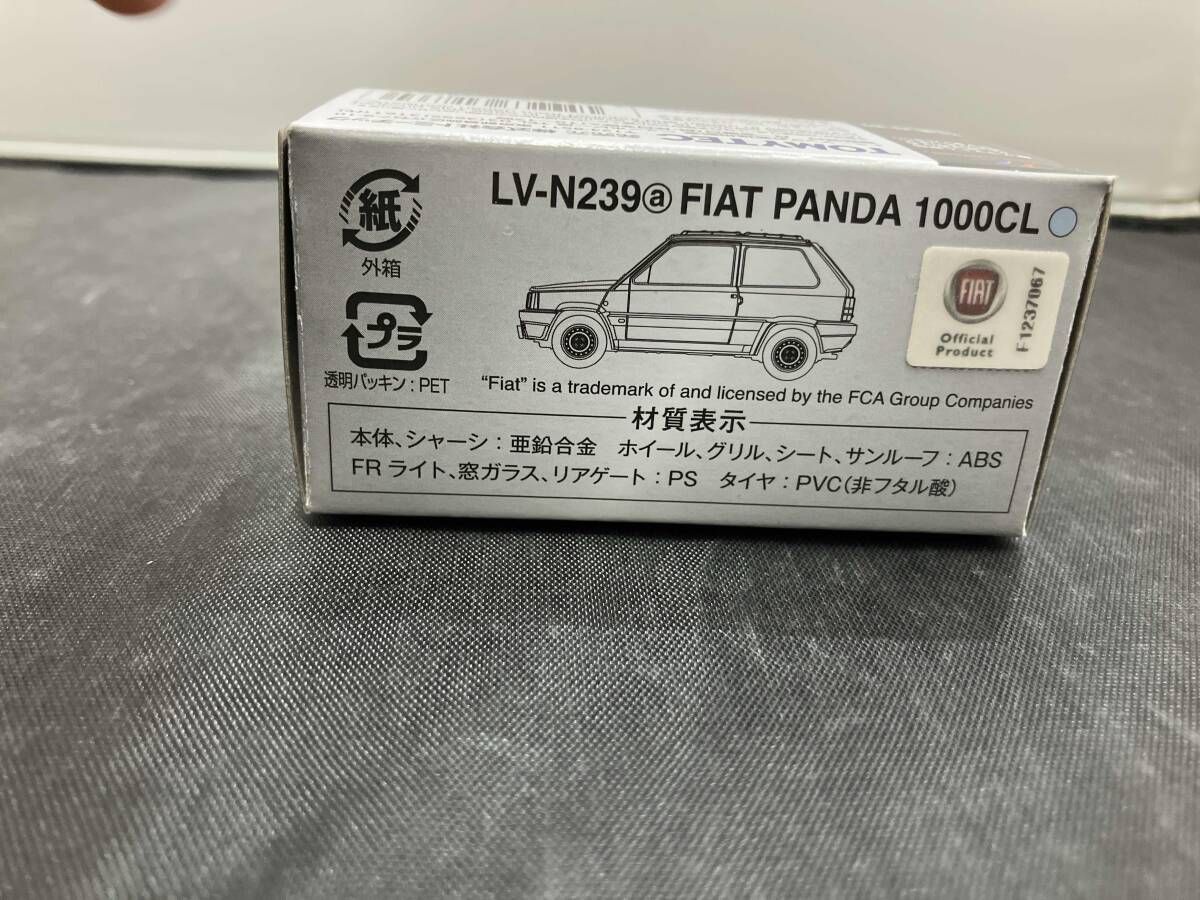 TOMYTEC
LV-N239ⓐ FIAT PANDA 1000CL
紙
外箱
プラ
透明パッキン：PET
FIAT
Official
Product
F1237067
“Fiat” is a trademark of and licensed by the FCA Group Companies
材質表示
本体、シャーシ：亜鉛合金　ホイール、グリル、シート、サンルーフ：ABS
FR ライト、窓ガラス、リアゲート：PS　タイヤ：PVC（非フタル酸）